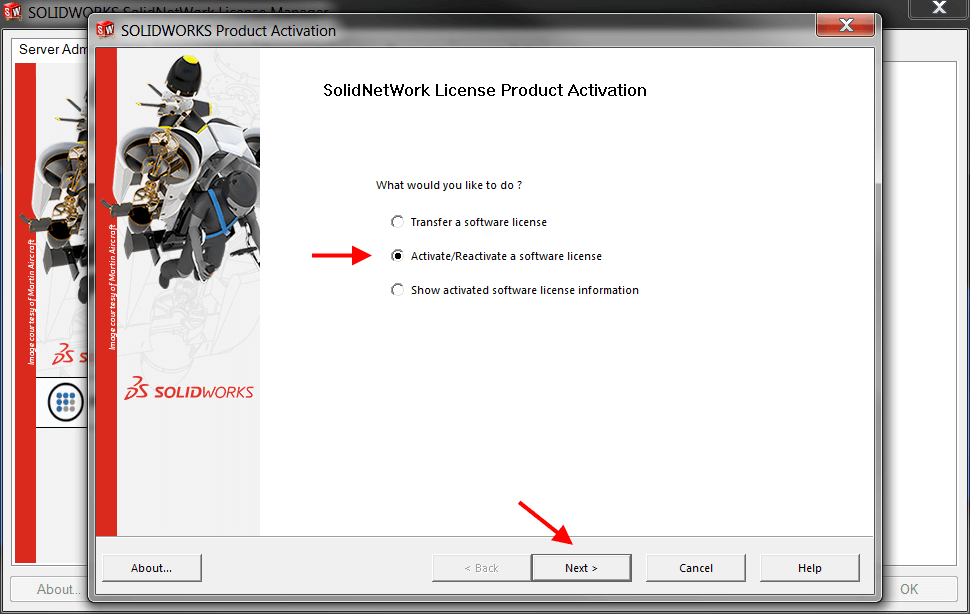 SOLIDWORKS SolidNetWork License Manager
SOLIDWORKS Product Activation
Server Adm
SolidNetWork License Product Activation
What would you like to do ?
Transfer a software license
Activate/Reactivate a software license
Show activated software license information
Image courtesy of Martin Aircraft
Image courtesy of Martin Aircraft
S
SOLIDWORKS
About...
< Back
Next >
Cancel
Help
About...
OK